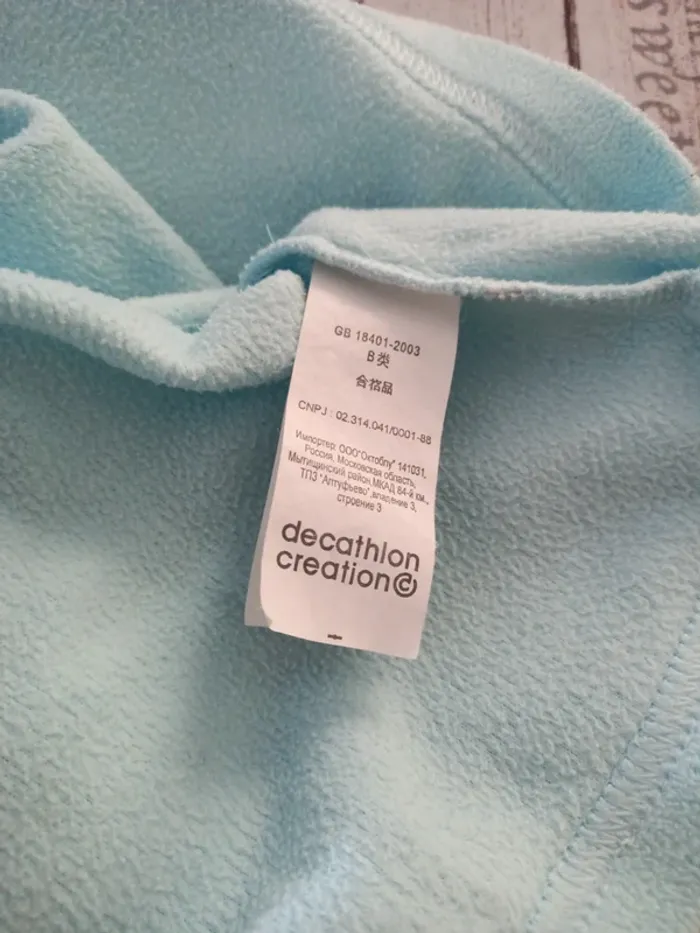 GB 18401-2003
B 类
合格品
CNPJ : 02.314.041/0001-88
Импортер: ООО"Октоблу" 141031,
Россия, Московская область,
Мытищинский район,МКАД 84-й км.,
ТПЗ "Алтуфьево",владение 3,
строение 3
decathlon
creation
swee